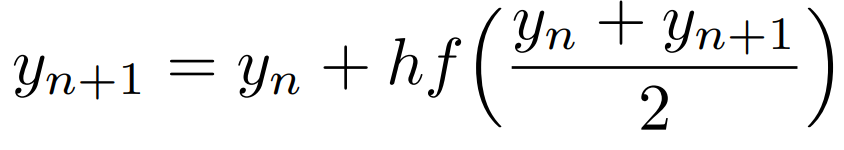 y_{n+1} = y_n + hf\left(\frac{y_n + y_{n+1}}{2}\right)